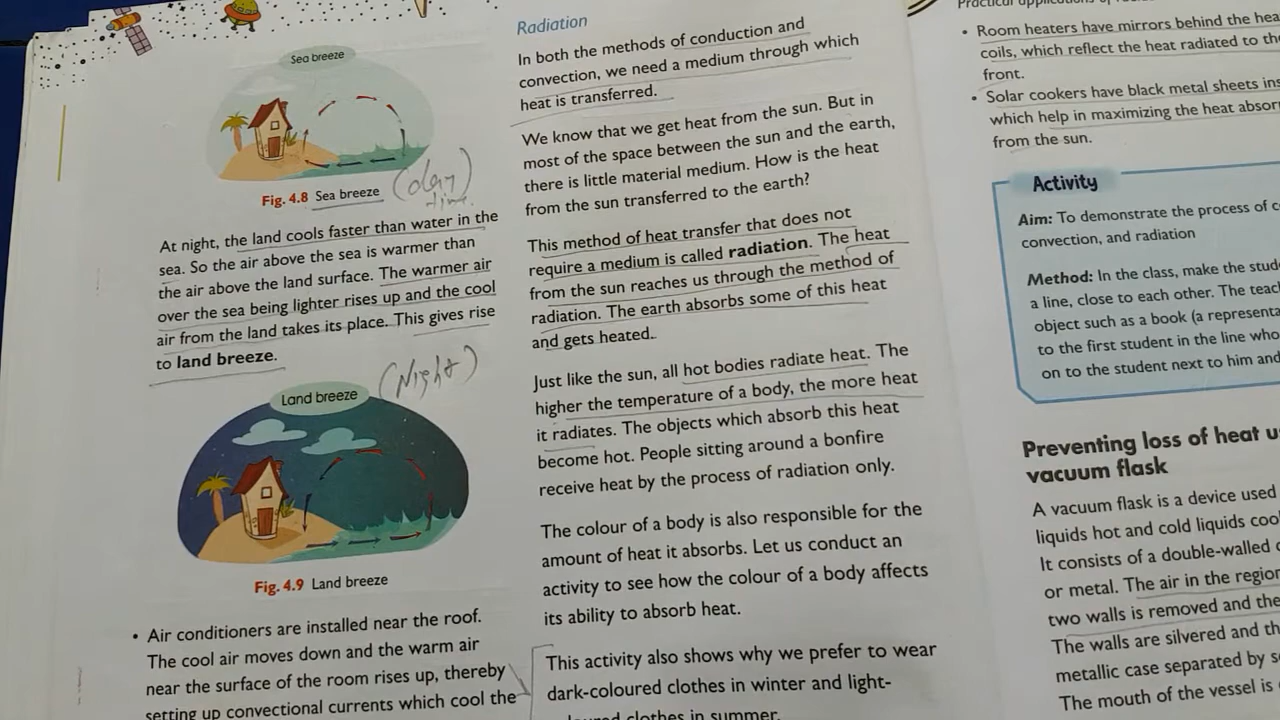 Sea breeze
Fig. 4.8 Sea breeze
(day
time)
At night, the land cools faster than water in the
sea. So the air above the sea is warmer than
the air above the land surface. The warmer air
over the sea being lighter rises up and the cool
air from the land takes its place. This gives rise
to land breeze.
(Night)
Land breeze
Fig. 4.9 Land breeze
• Air conditioners are installed near the roof.
The cool air moves down and the warm air
near the surface of the room rises up, thereby
setting up convectional currents which cool the
Radiation
In both the methods of conduction and
convection, we need a medium through which
heat is transferred.
We know that we get heat from the sun. But in
most of the space between the sun and the earth,
there is little material medium. How is the heat
from the sun transferred to the earth?
This method of heat transfer that does not
require a medium is called radiation. The heat
from the sun reaches us through the method of
radiation. The earth absorbs some of this heat
and gets heated.
Just like the sun, all hot bodies radiate heat. The
higher the temperature of a body, the more heat
it radiates. The objects which absorb this heat
become hot. People sitting around a bonfire
receive heat by the process of radiation only.
The colour of a body is also responsible for the
amount of heat it absorbs. Let us conduct an
activity to see how the colour of a body affects
its ability to absorb heat.
This activity also shows why we prefer to wear
dark-coloured clothes in winter and light-
clothes in summer.
Practical applications of
• Room heaters have mirrors behind the
coils, which reflect the heat radiated to
front.
• Solar cookers have black metal sheets
which help in maximizing the heat
from the sun.
Activity
Aim: To demonstrate the process of
convection, and radiation
Method: In the class, make the
a line, close to each other. The
object such as a book (a
to the first student in the line who
on to the student next to him and
Preventing loss of heat
vacuum flask
A vacuum flask is a device used
liquids hot and cold liquids
It consists of a double-walled
or metal. The air in the region
two walls is removed and the
The walls are silvered and
metallic case separated by
The mouth of the vessel is